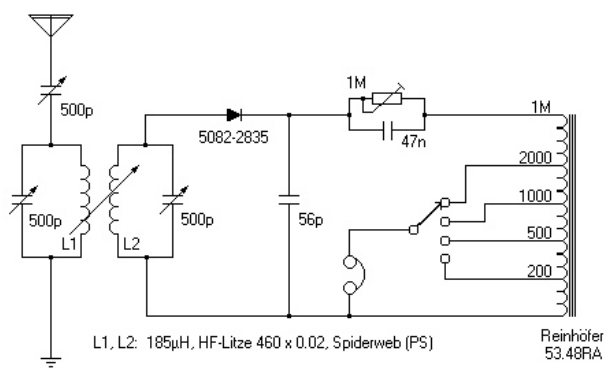 500p
1M
1M
5082-2835
47n
2000
1000
500p
500p
56p
500
L1
L2
200
L1, L2: 185µH, HF-Litze 460 x 0.02, Spiderweb (PS)
Reinhöfer
53.48RA